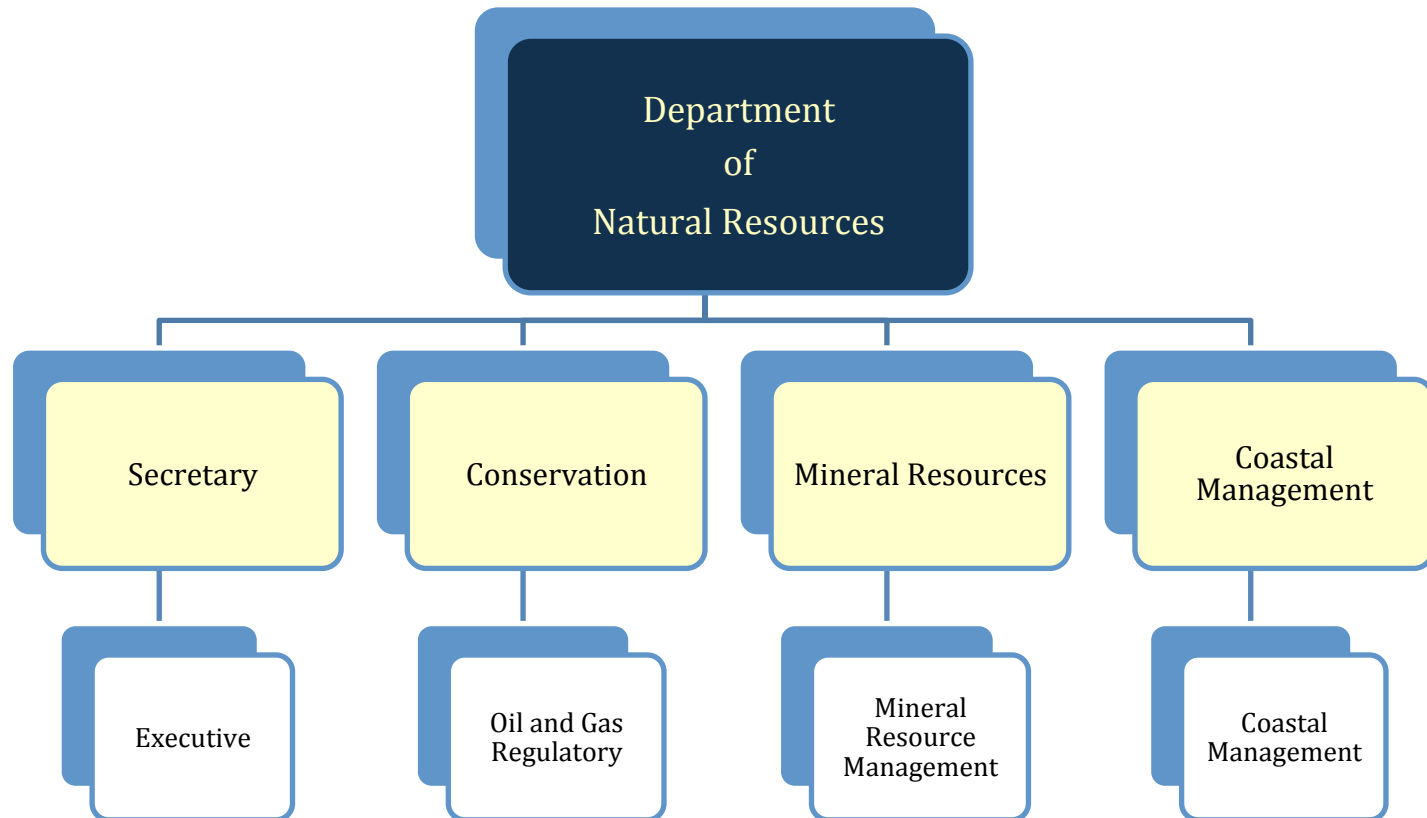 Department
of
Natural Resources
Secretary
Conservation
Mineral Resources
Coastal
Management
Executive
Oil and Gas
Regulatory
Mineral
Resource
Management
Coastal
Management